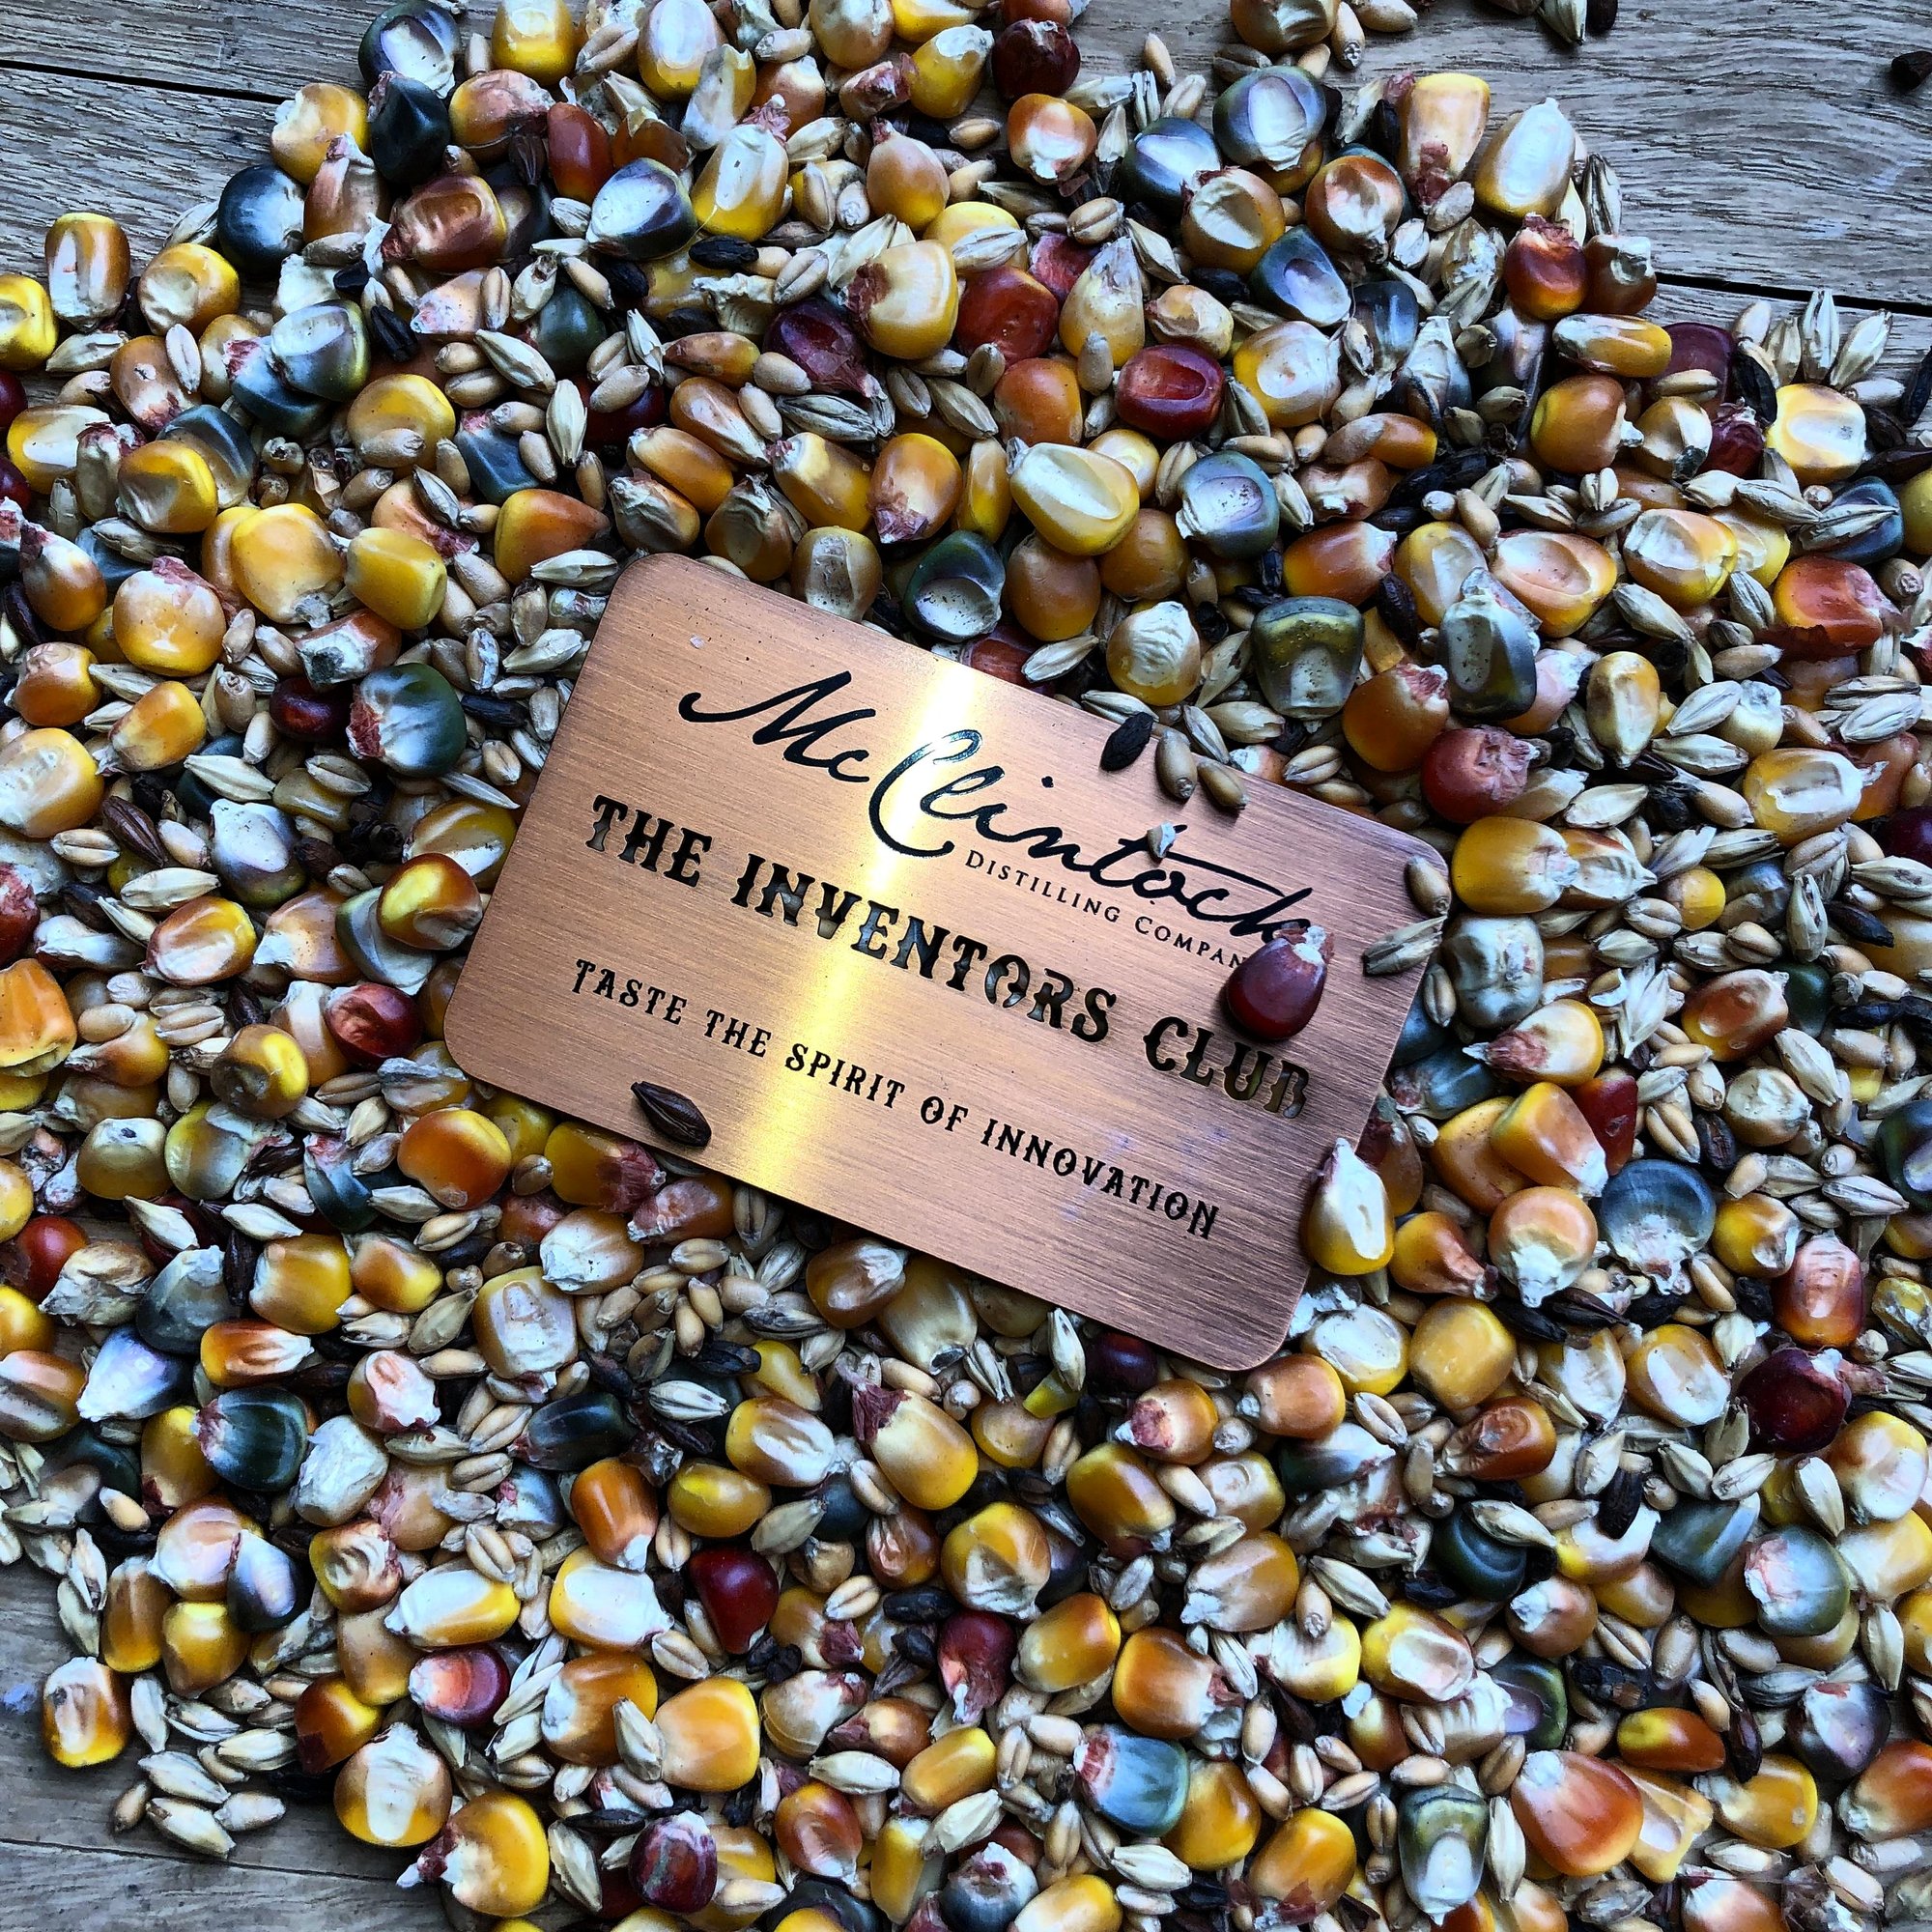 McClintock
DISTILLING COMPANY
THE INVENTORS CLUB
TASTE THE SPIRIT OF INNOVATION